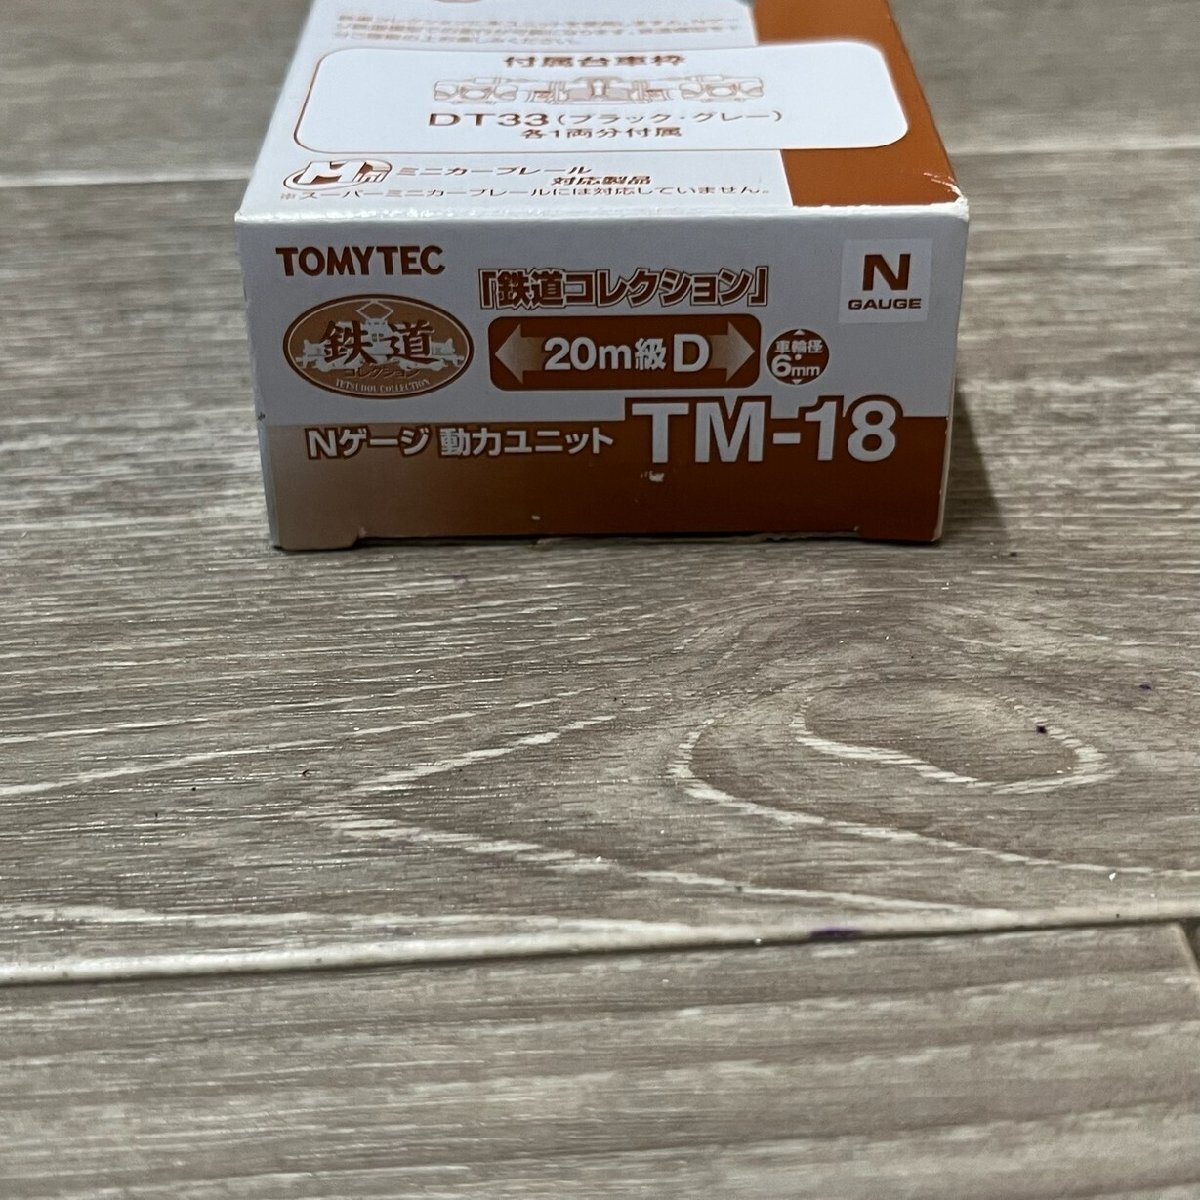 付属台車枠
DT33(ブラック・グレー)
各1両分付属
ミニカーブレール
対応製品
※スーパーミニカーブレールには対応していません。
TOMYTEC
「鉄道コレクション」
N
GAUGE
鉄道
コレクション
TETSUDOU COLLECTION
20m級D
車輪径
6mm
Nゲージ 動力ユニット TM-18